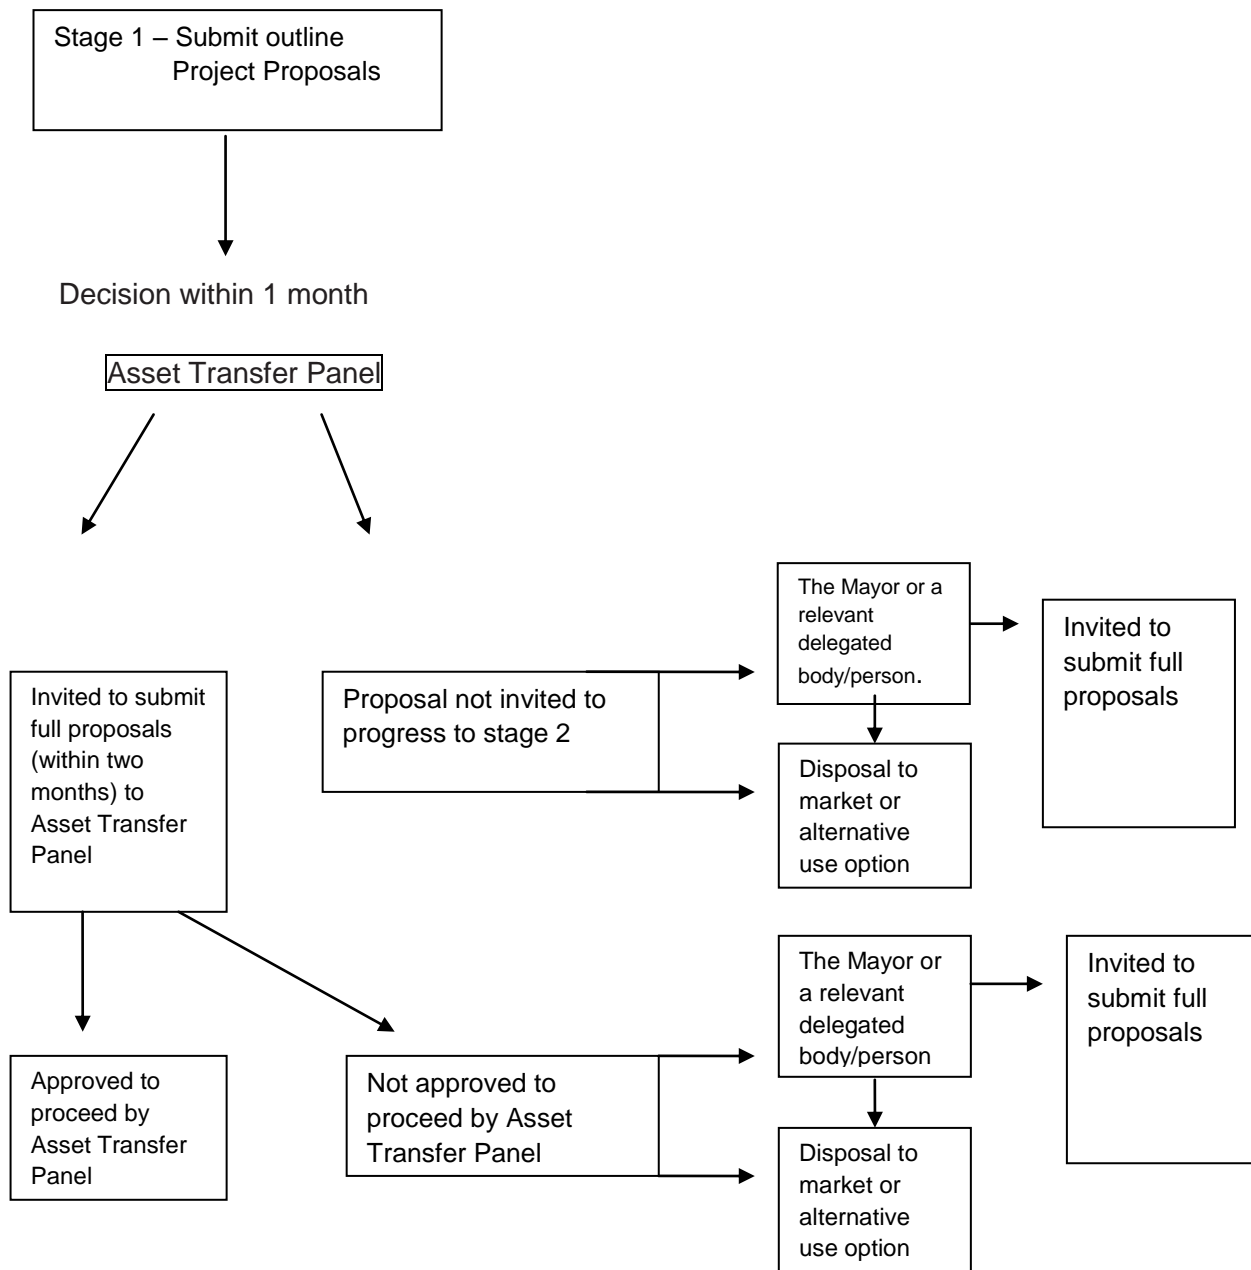 Stage 1 – Submit outline
Project Proposals
Decision within 1 month
Asset Transfer Panel
The Mayor or a
relevant
delegated
body/person.
Invited to
submit full
proposals
Invited to submit
full proposals
(within two
months) to
Asset Transfer
Panel
Proposal not invited to
progress to stage 2
Disposal to
market or
alternative
use option
The Mayor or
a relevant
delegated
body/person
Invited to
submit full
proposals
Approved to
proceed by
Asset Transfer
Panel
Not approved to
proceed by Asset
Transfer Panel
Disposal to
market or
alternative
use option